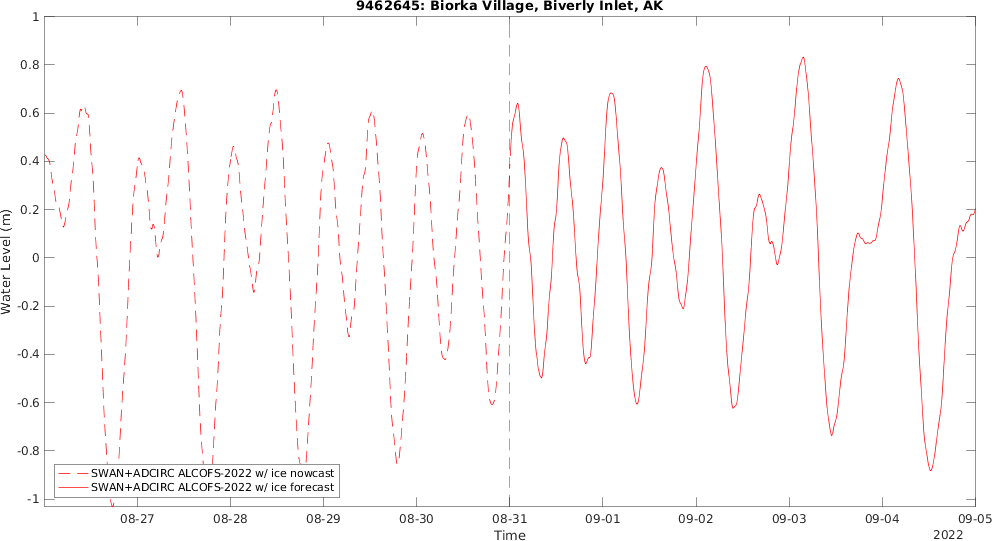 9462645: Biorka Village, Biverly Inlet, AK
Water Level (m)
1
0.8
0.6
0.4
0.2
0
-0.2
-0.4
-0.6
-0.8
-1
SWAN+ADCIRC ALCOFS-2022 w/ ice nowcast
SWAN+ADCIRC ALCOFS-2022 w/ ice forecast
08-27 08-28 08-29 08-30 08-31 09-01 09-02 09-03 09-04 09-05
Time
2022